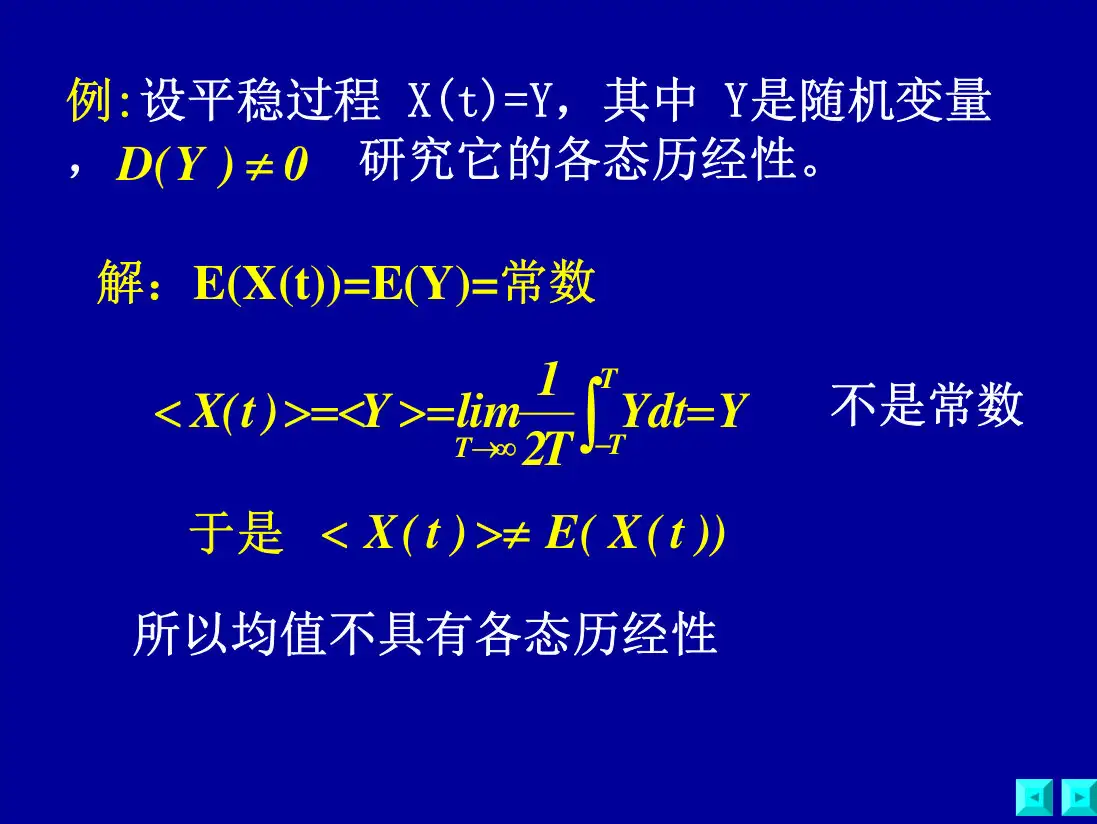 例:设平稳过程 X(t)=Y，其中 Y是随机变量
，D(Y)≠0 研究它的各态历经性。
解：E(X(t))=E(Y)=常数
<X(t)>=<Y>=lim_{T→∞} \frac{1}{2T} ∫_{-T}^{T} Ydt=Y 不是常数
于是 <X(t)>≠E(X(t))
所以均值不具有各态历经性